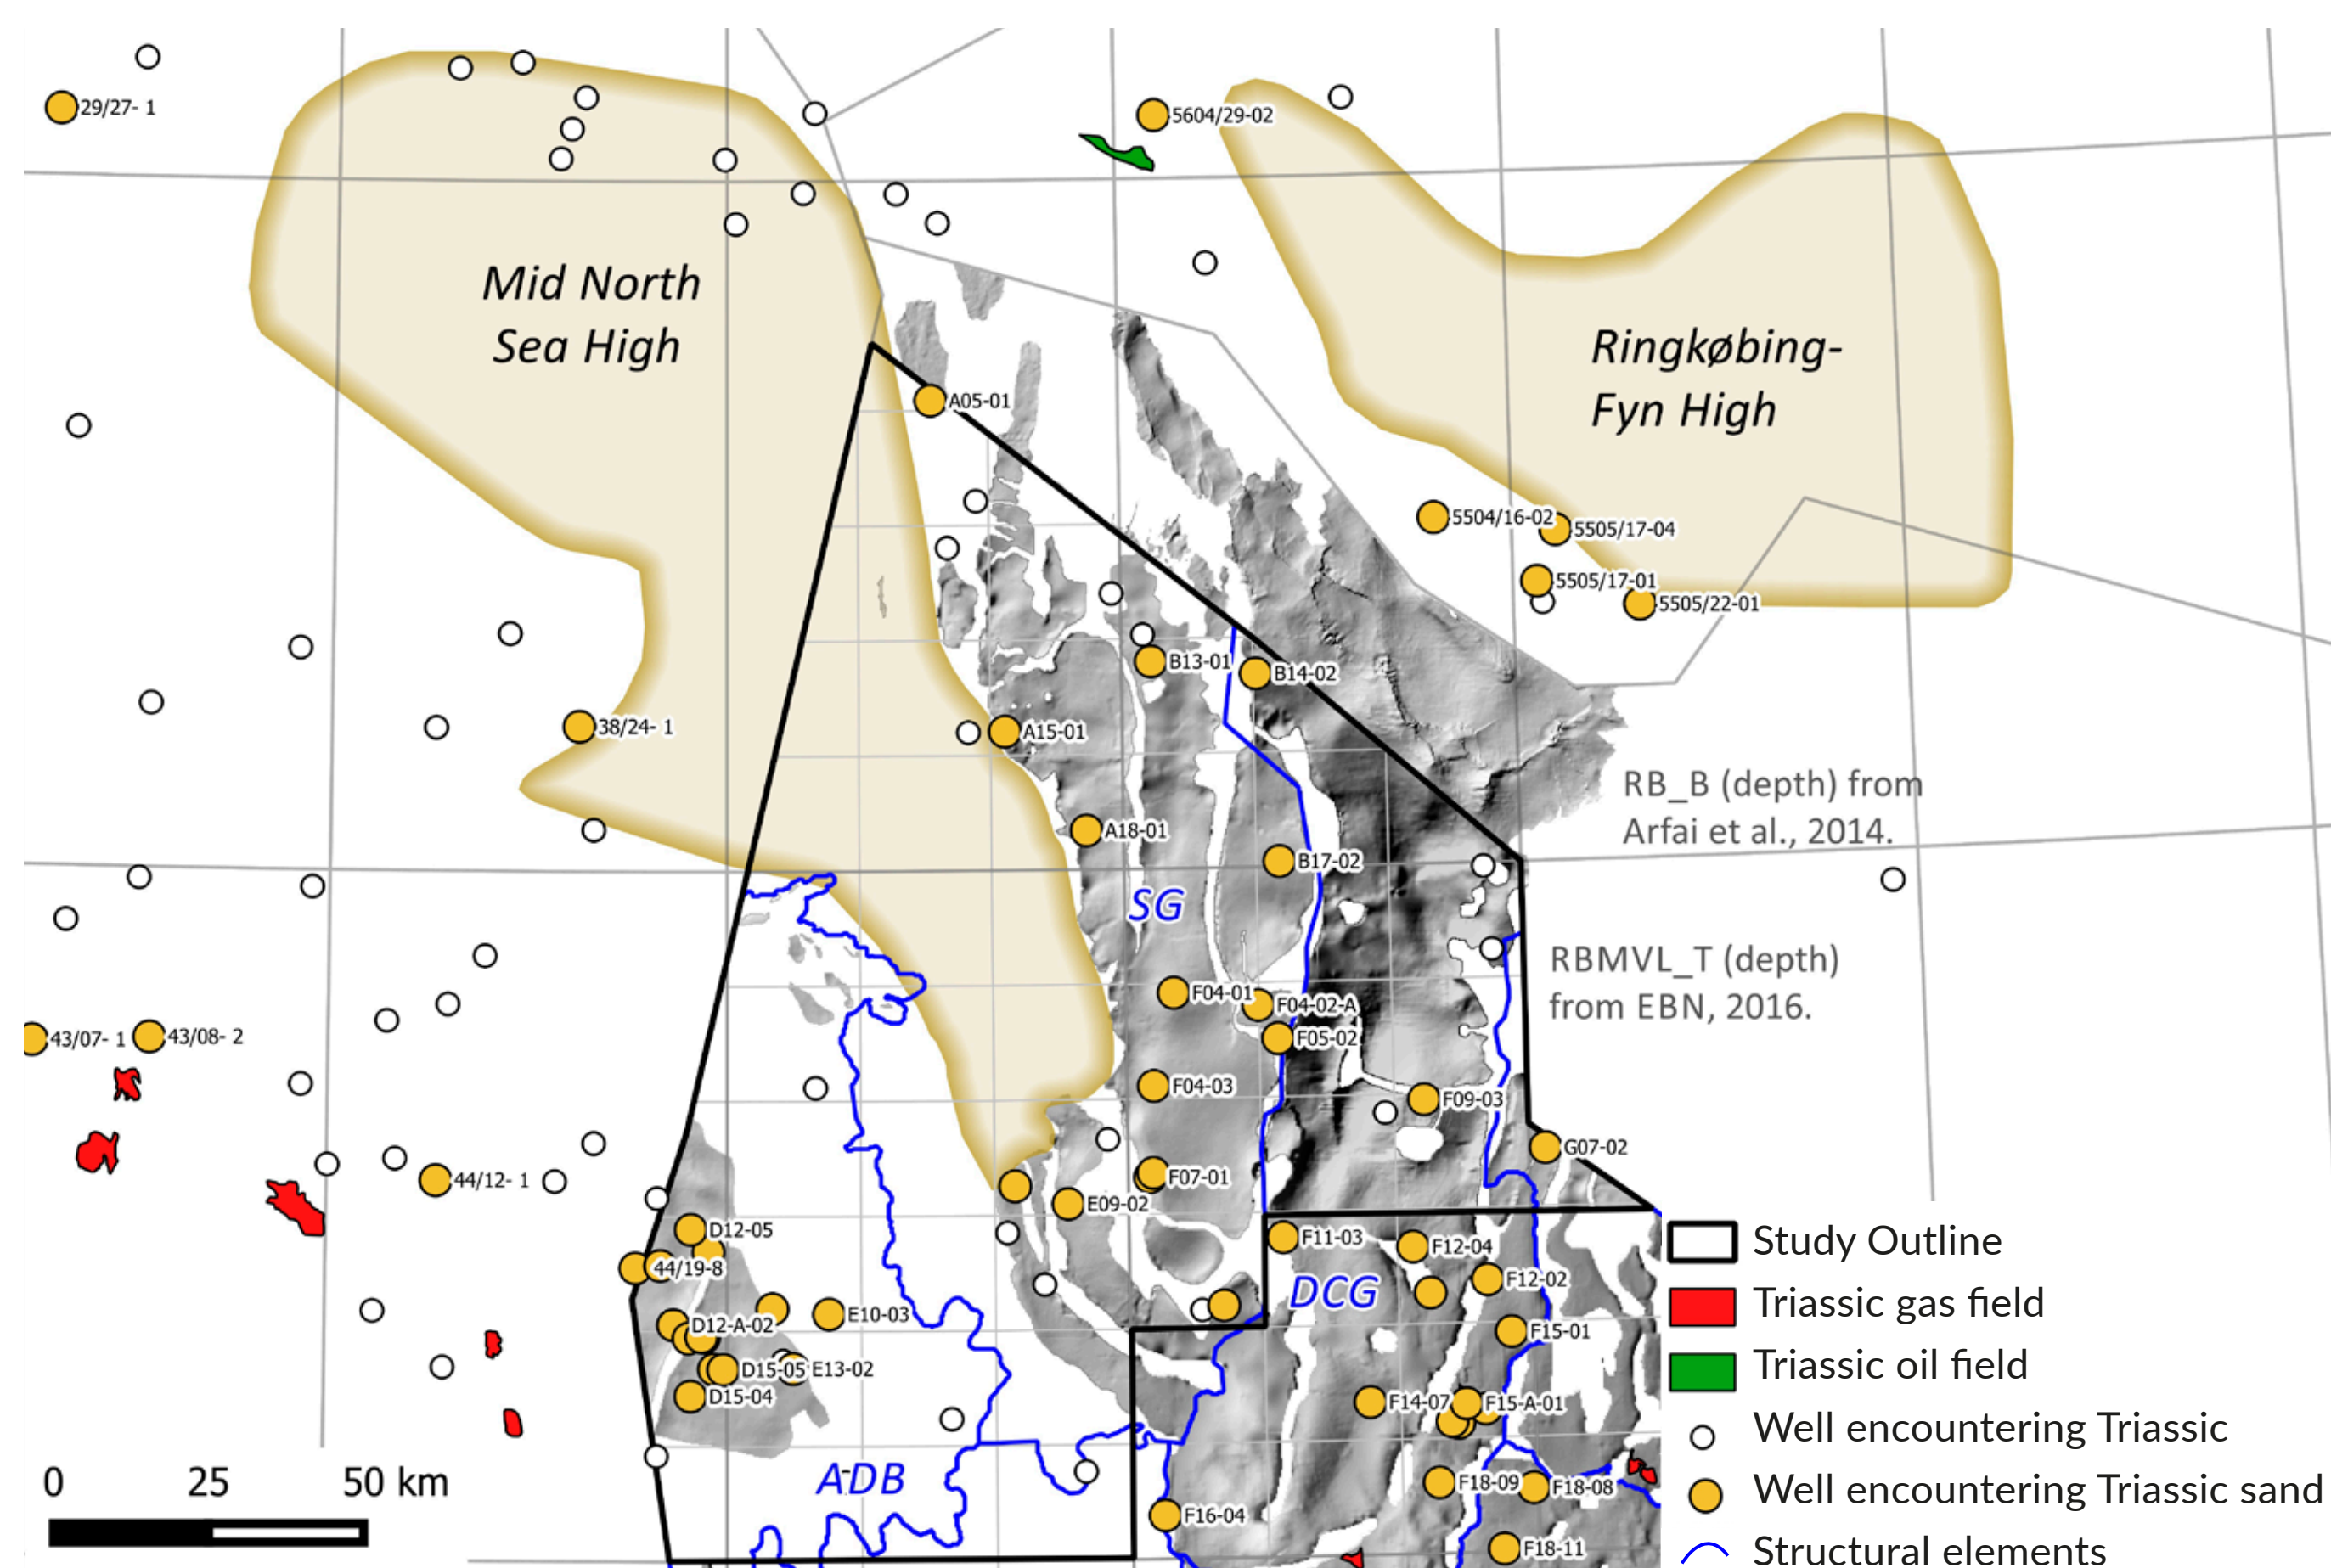 29/27- 1
5604/29-02
Mid North
Sea High
Ringkøbing-
Fyn High
A05-01
5504/16-02
5505/17-04
5505/17-01
5505/22-01
B13-01
B14-02
38/24- 1
A15-01
RB_B (depth) from
Arfai et al., 2014.
A18-01
B17-02
SG
RBMVL_T (depth)
from EBN, 2016.
F04-01
F04-02-A
43/07- 1
43/08- 2
F05-02
F04-03
F09-03
G07-02
44/12- 1
F07-01
E09-02
D12-05
F11-03
F12-04
Study Outline
44/19-8
DCG
F12-02
Triassic gas field
E10-03
D12-A-02
F15-01
D15-05
E13-02
Triassic oil field
D15-04
F14-07
F15-A-01
Well encountering Triassic
0 25 50 km
ADB
F18-09
F18-08
Well encountering Triassic sand
F16-04
F18-11
Structural elements